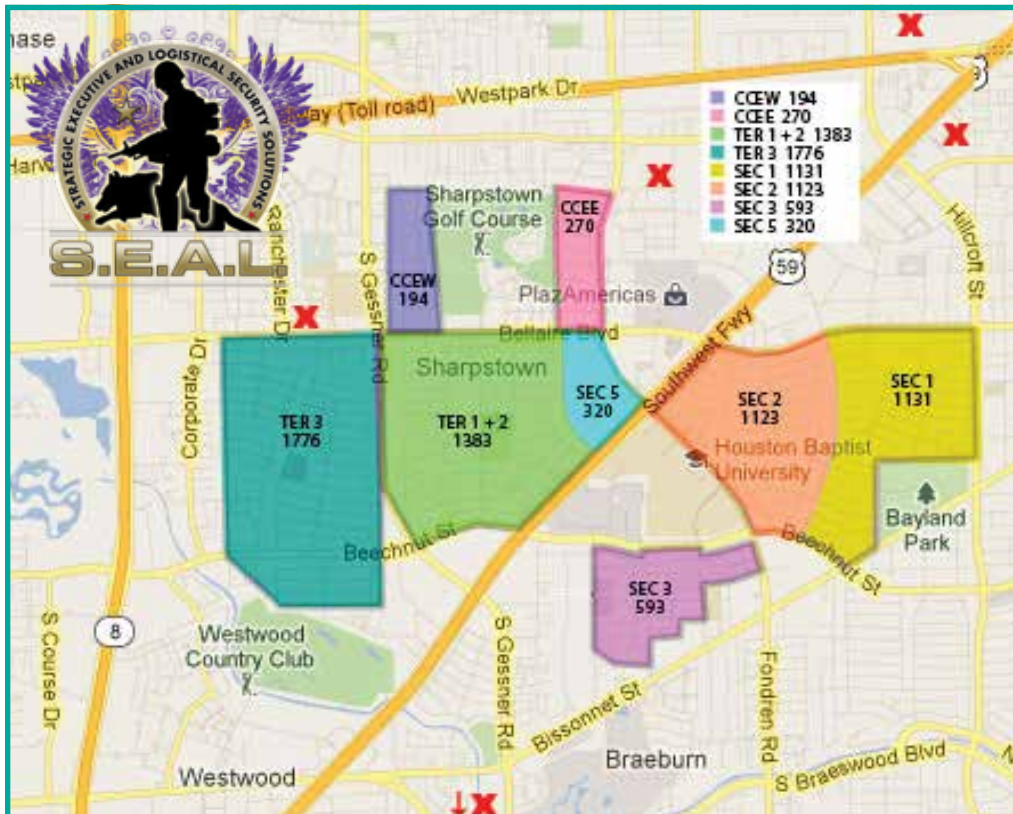 hase
Westpark Dr
way (Toll road)
Harw
STRATEGIC EXECUTIVE AND LOGISTICAL SECURITY SOLUTIONS
S.E.A.L.
CCEW 194
CCEE 270
TER 1 + 2 1383
TER 3 1776
SEC 1 1131
SEC 2 1123
SEC 3 593
SEC 5 320
X
X
X
X
Sharpstown
Golf Course
CCEE
270
CCEW
194
Ranchester Dr
S Gessner Rd
Hillcroft St
59
PlazAmericas
Bellaire Blvd
Southwest Fwy
Corporate Dr
Sharpstown
TER 3
1776
TER 1 + 2
1383
SEC 5
320
SEC 2
1123
SEC 1
1131
Houston Baptist
University
Bayland
Park
Beechnut St
Beechnut St
SEC 3
593
8
Westwood
Country Club
S Course Dr
S Gessner Rd
Bissonnet St
Fondren Rd
Braeburn
S Braeswood Blvd
Westwood
X